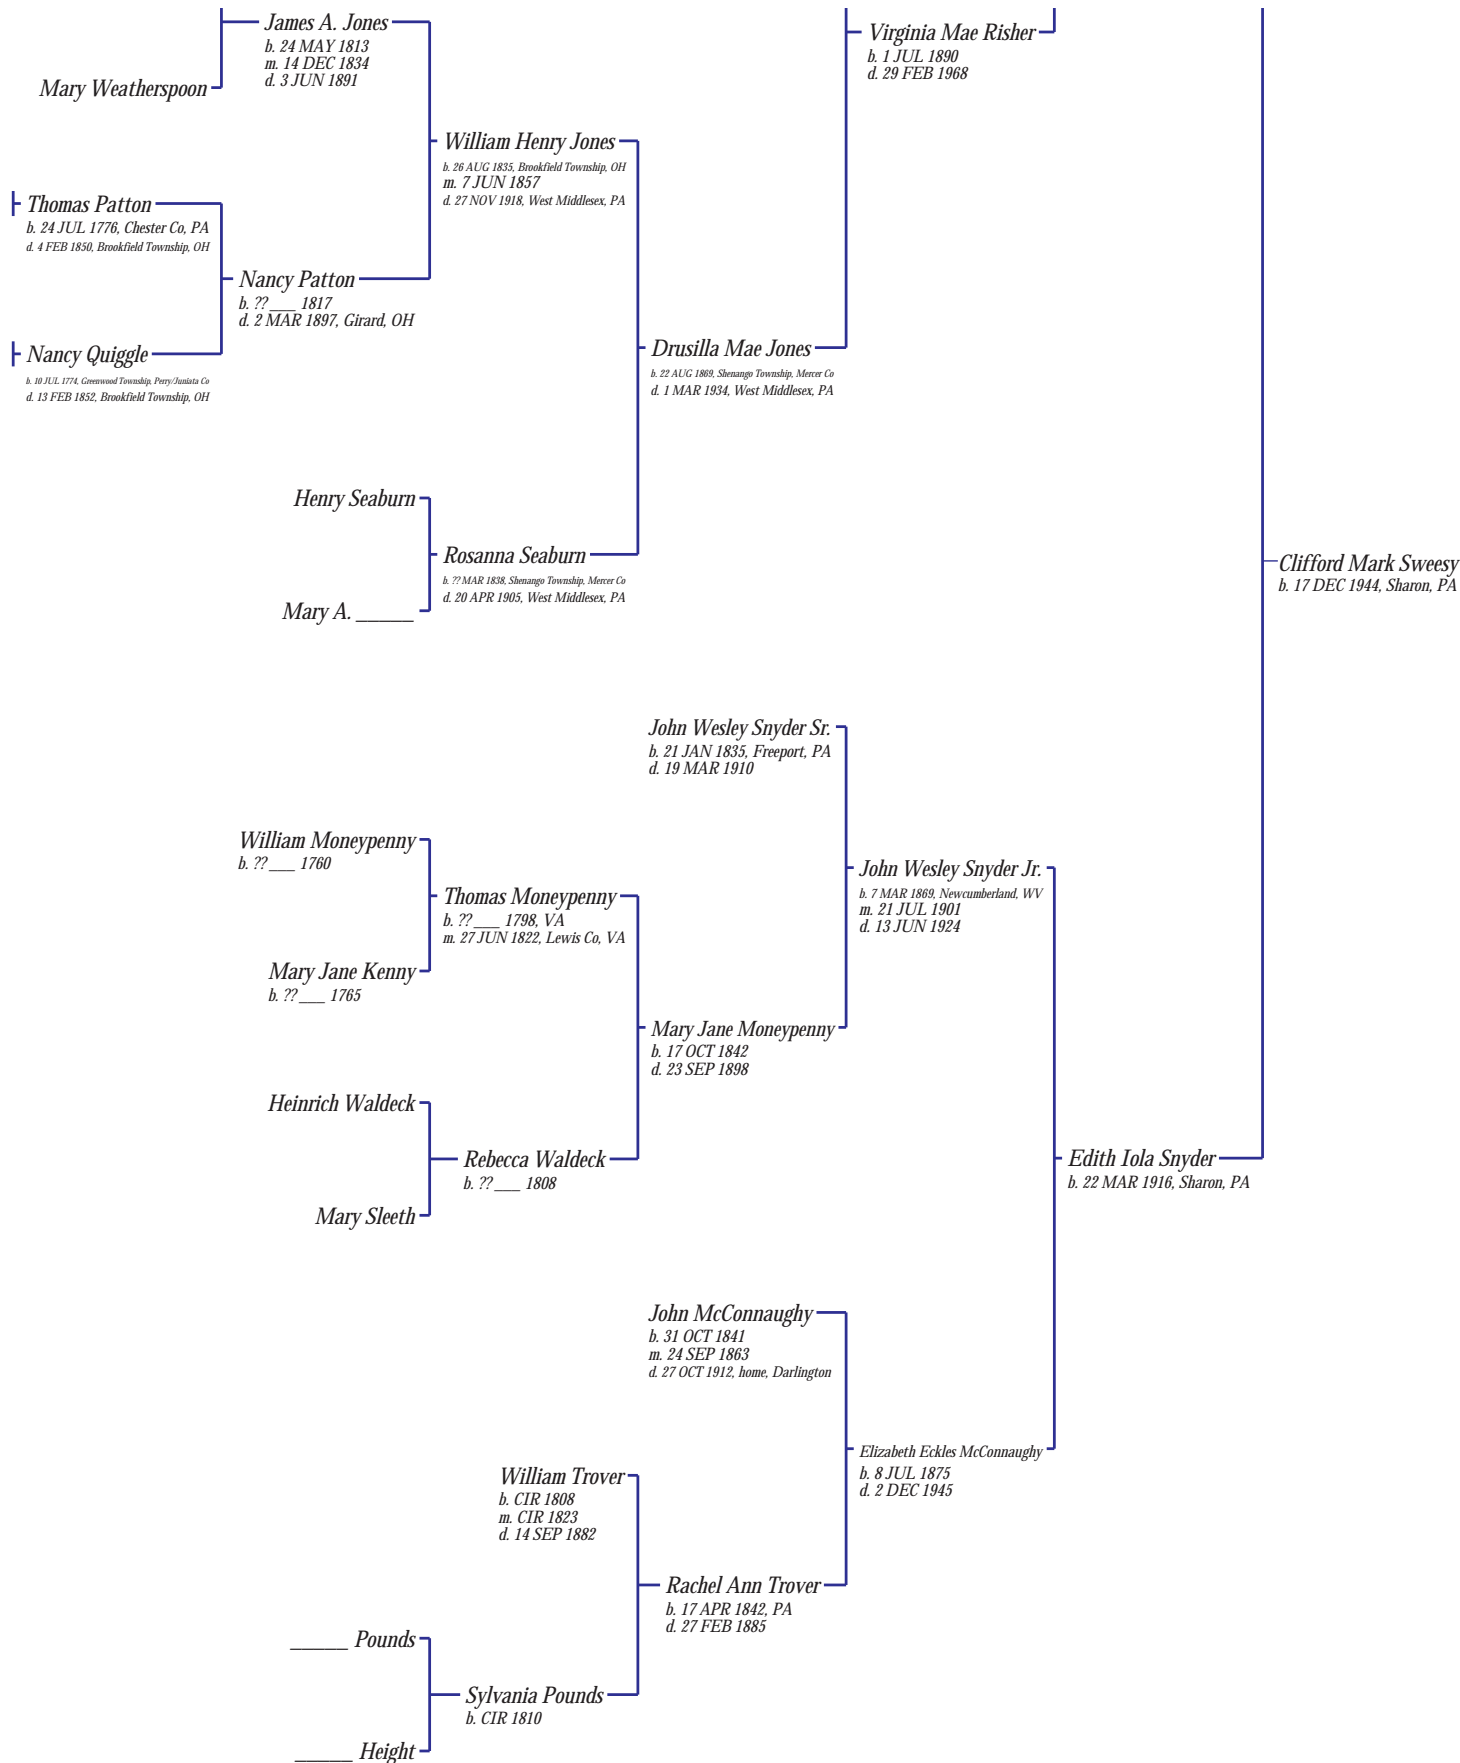 James A. Jones
b. 24 MAY 1813
m. 14 DEC 1834
d. 3 JUN 1891
Mary Weatherspoon
Virginia Mae Risher
b. 1 JUL 1890
d. 29 FEB 1968
William Henry Jones
b. 26 AUG 1835, Brookfield Township, OH
m. 7 JUN 1857
d. 27 NOV 1918, West Middlesex, PA
Thomas Patton
b. 24 JUL 1776, Chester Co, PA
d. 4 FEB 1850, Brookfield Township, OH
Nancy Patton
b. ?? ___ 1817
d. 2 MAR 1897, Girard, OH
Nancy Quiggle
b. 10 JUL 1774, Greenwood Township, Perry/Juniata Co
d. 13 FEB 1852, Brookfield Township, OH
Drusilla Mae Jones
b. 22 AUG 1869, Shenango Township, Mercer Co
d. 1 MAR 1934, West Middlesex, PA
Henry Seaburn
Rosanna Seaburn
b. ?? MAR 1838, Shenango Township, Mercer Co
d. 20 APR 1905, West Middlesex, PA
Mary A. _____
Clifford Mark Sweesy
b. 17 DEC 1944, Sharon, PA
John Wesley Snyder Sr.
b. 21 JAN 1835, Freeport, PA
d. 19 MAR 1910
William Moneypenny
b. ?? ___ 1760
Thomas Moneypenny
b. ?? ___ 1798, VA
m. 27 JUN 1822, Lewis Co, VA
Mary Jane Kenny
b. ?? ___ 1765
John Wesley Snyder Jr.
b. 7 MAR 1869, Newcumberland, WV
m. 21 JUL 1901
d. 13 JUN 1924
Mary Jane Moneypenny
b. 17 OCT 1842
d. 23 SEP 1898
Heinrich Waldeck
Rebecca Waldeck
b. ?? ___ 1808
Mary Sleeth
Edith Iola Snyder
b. 22 MAR 1916, Sharon, PA
John McConnaughy
b. 31 OCT 1841
m. 24 SEP 1863
d. 27 OCT 1912, home, Darlington
Elizabeth Eckles McConnaughy
b. 8 JUL 1875
d. 2 DEC 1945
William Trover
b. CIR 1808
m. CIR 1823
d. 14 SEP 1882
Rachel Ann Trover
b. 17 APR 1842, PA
d. 27 FEB 1885
_____ Pounds
Sylvania Pounds
b. CIR 1810
_____ Height